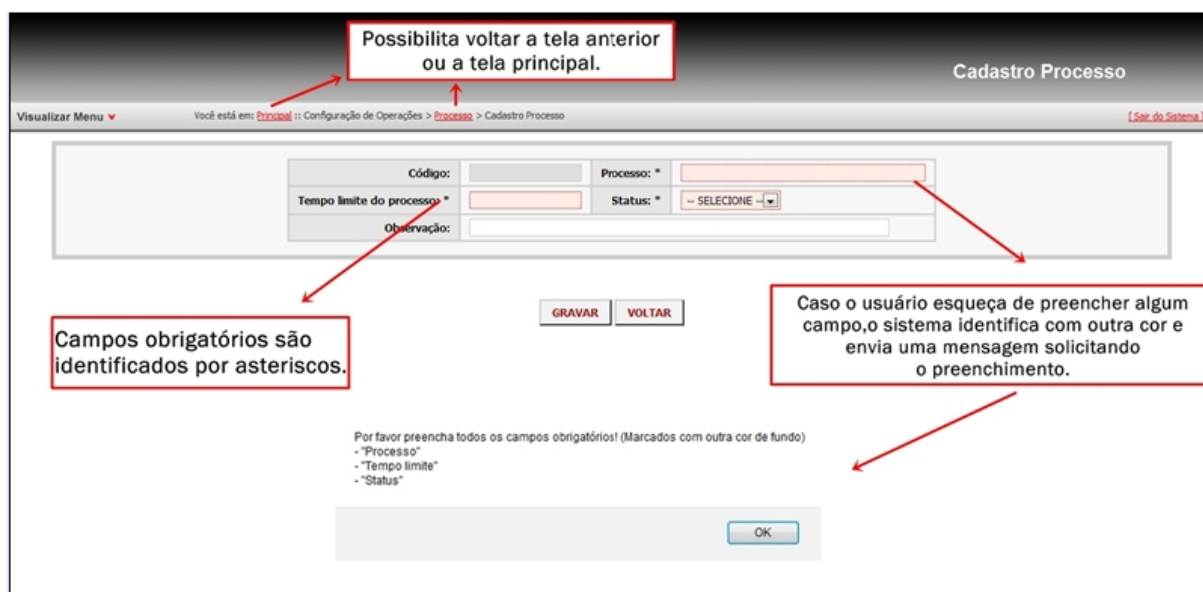 Possibilita voltar a tela anterior
ou a tela principal.
Cadastro Processo
Visualizar Menu
Você está em: Principal :: Configuração de Operações > Processo > Cadastro Processo
[ Sair do Sistema ]
Código:
Processo: *
Tempo limite do processo: *
Status: *
-- SELECIONE --
Observação:
GRAVAR
VOLTAR
Campos obrigatórios são
identificados por asteriscos.
Caso o usuário esqueça de preencher algum
campo,o sistema identifica com outra cor e
envia uma mensagem solicitando
o preenchimento.
Por favor preencha todos os campos obrigatórios! (Marcados com outra cor de fundo)
- "Processo"
- "Tempo limite"
- "Status"
OK